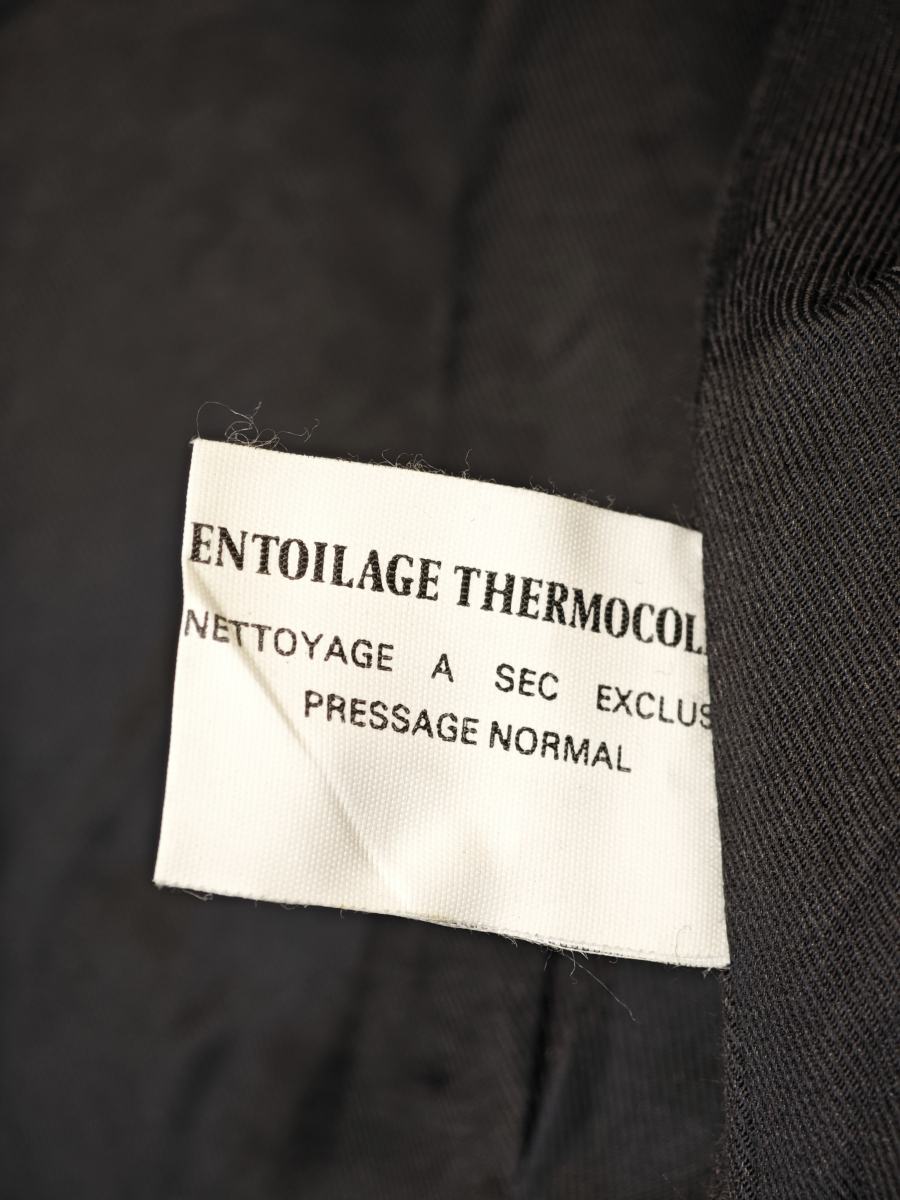 ENTOILAGE THERMOCOL
NETTOYAGE A SEC EXCLUS
PRESSAGE NORMAL